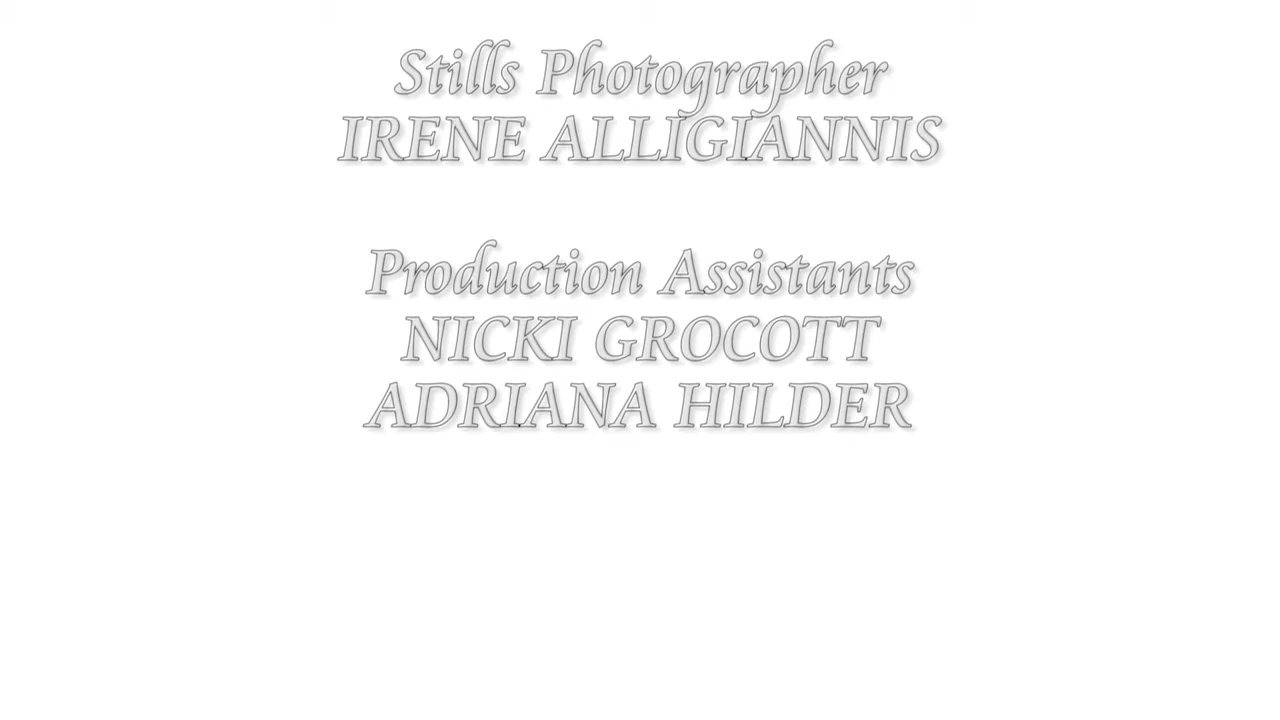 Stills Photographer
IRENE ALLIGIANNIS
Production Assistants
NICKI GROCOTT
ADRIANA HILDER